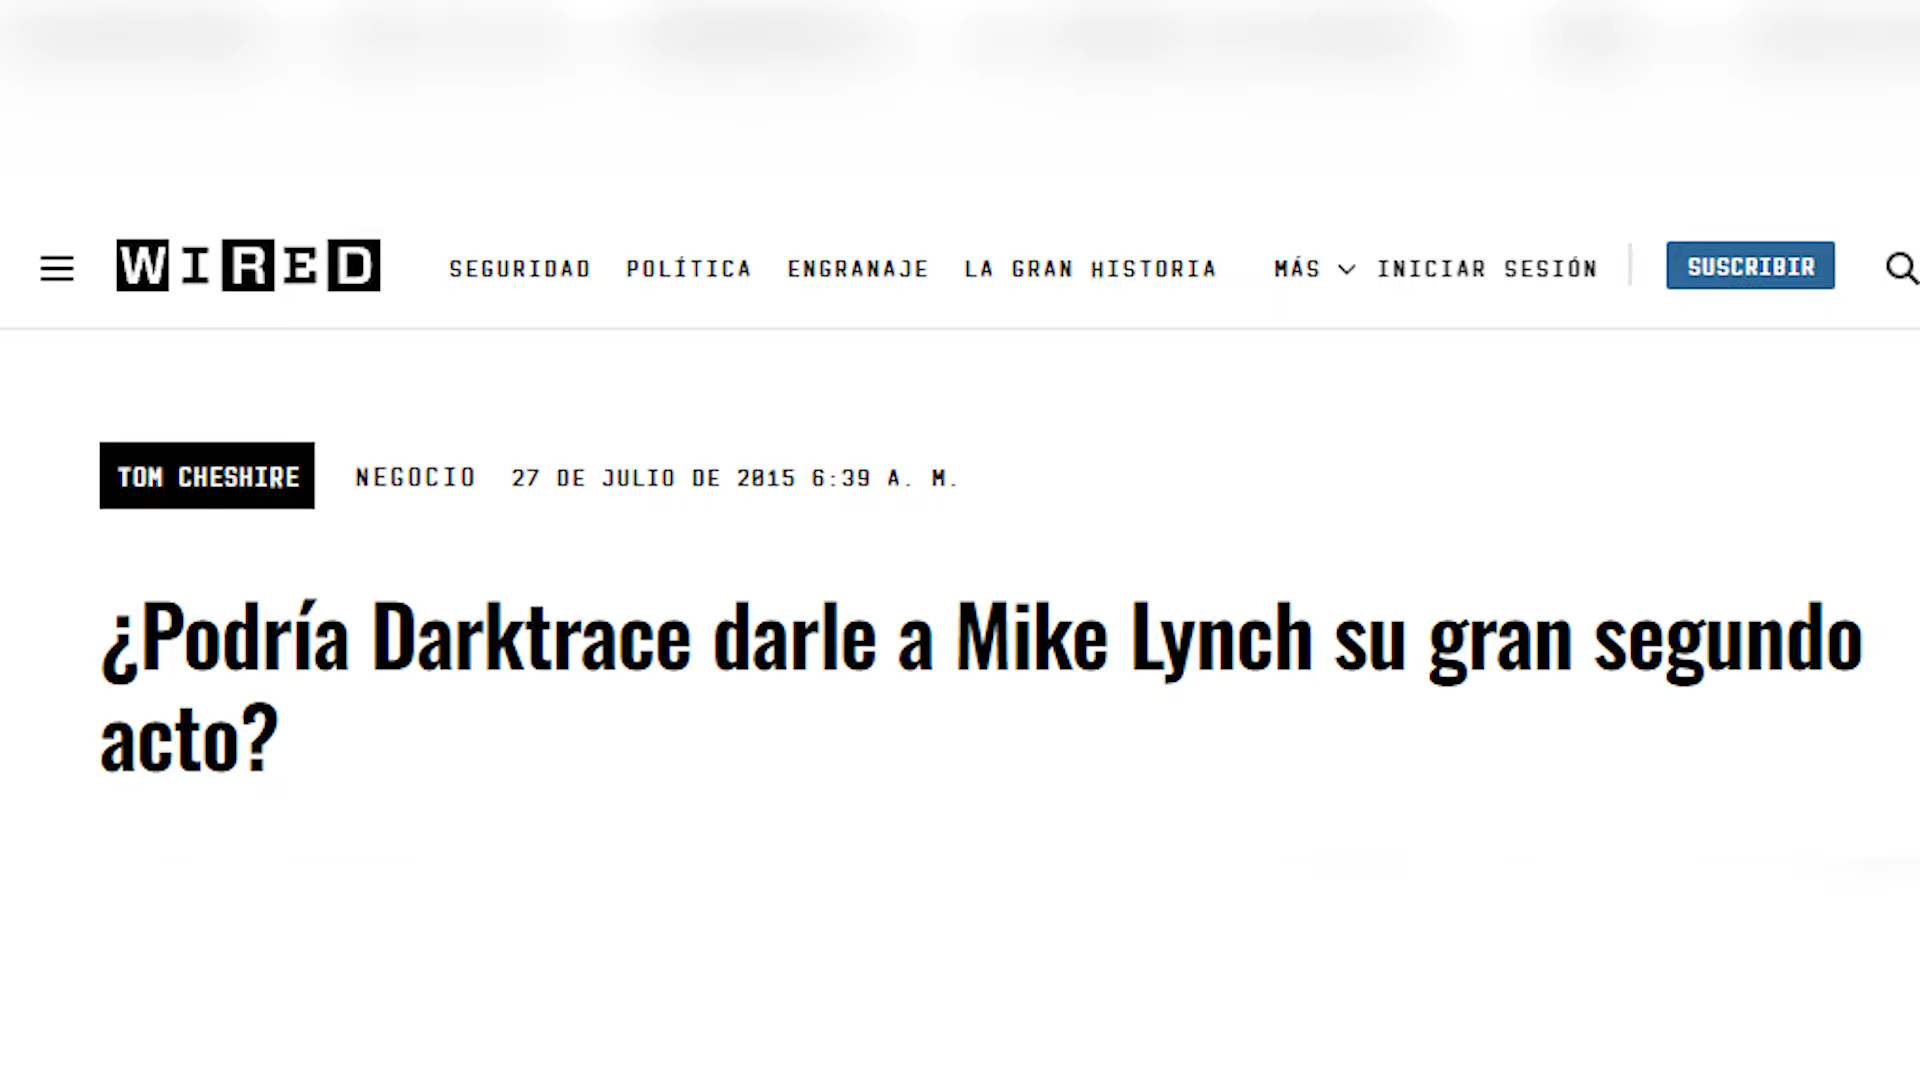 WIRED SEGURIDAD POLÍTICA ENGRANAJE LA GRAN HISTORIA MÁS INICIAR SESIÓN SUSCRIBIR
TOM CHESHIRE NEGOCIO 27 DE JULIO DE 2015 6:39 A. M.
¿Podría Darktrace darle a Mike Lynch su gran segundo
acto?